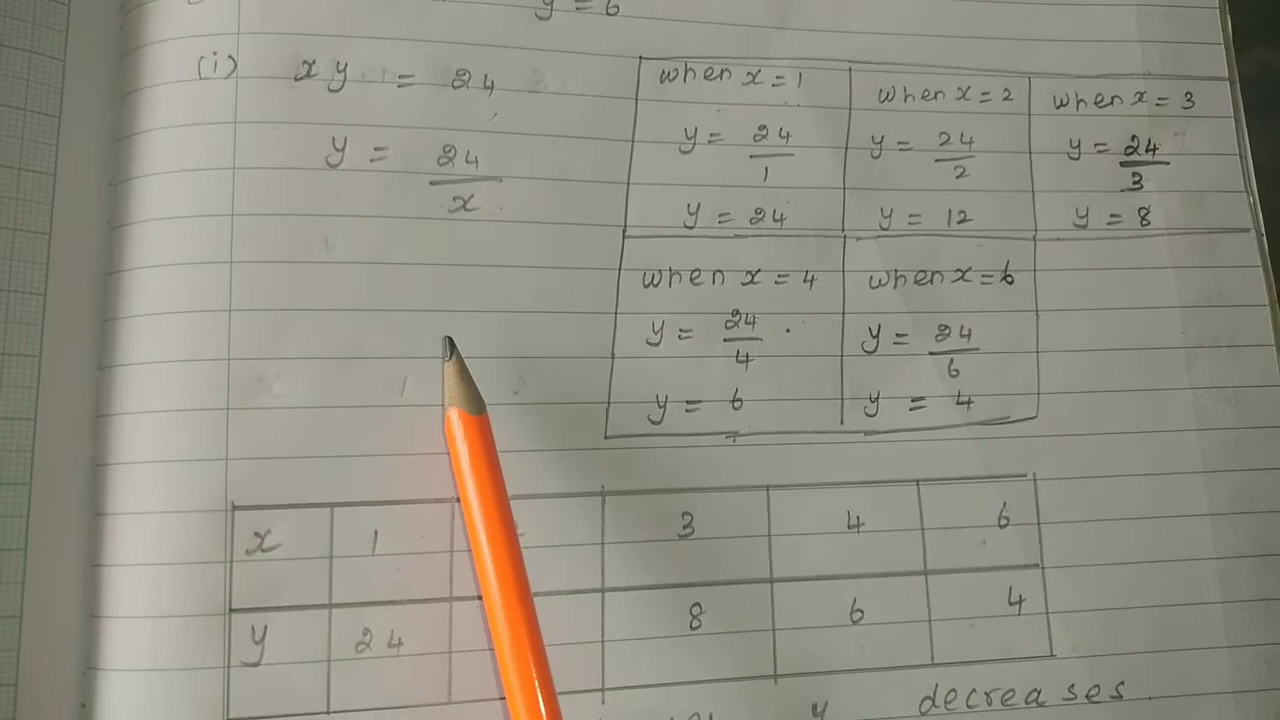 y = 6
(i) xy = 24
y = 24/x
when x = 1
y = 24/1
y = 24
when x = 2
y = 24/2
y = 12
when x = 3
y = 24/3
y = 8
when x = 4
y = 24/4
y = 6
when x = 6
y = 24/6
y = 4
x 1 3 4 6
y 24 8 6 4
y decreases